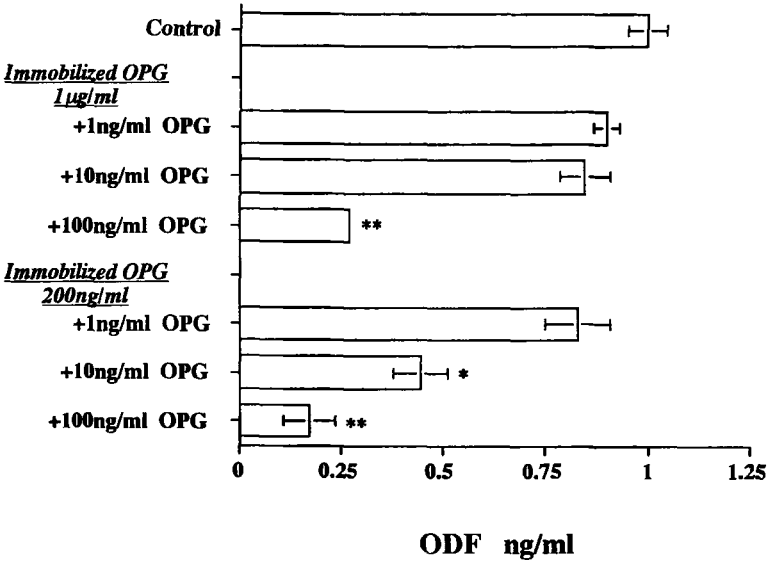 Control
Immobilized OPG
1µg/ml
+1ng/ml OPG
+10ng/ml OPG
+100ng/ml OPG
**
Immobilized OPG
200ng/ml
+1ng/ml OPG
+10ng/ml OPG
*
+100ng/ml OPG
**
0 0.25 0.5 0.75 1 1.25
ODF ng/ml